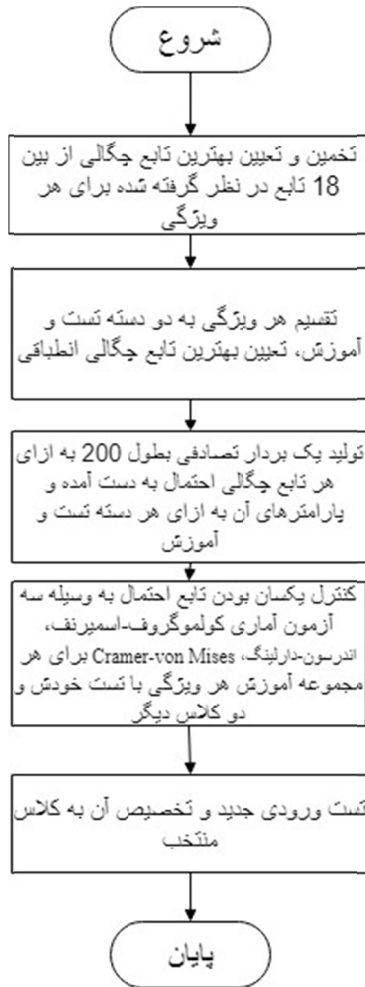 شروع
تخمین و تعیین بهترین تابع چگالی از بین
18 تابع در نظر گرفته شده برای هر
ویژگی
تقسیم هر ویژگی به دو دسته تست و
آموزش، تعیین بهترین تابع چگالی انطباقی
تولید یک بردار تصادفی بطول 200 به ازای
هر تابع چگالی احتمال به دست آمده و
پارامترهای آن به ازای هر دسته تست و
آموزش
کنترل یکسان بودن تابع احتمال به وسیله سه
آزمون آماری کولموگروف-اسمیرنف،
اندرسون-دارلینگ، Cramer-von Mises برای هر
مجموعه آموزش هر ویژگی با تست خودش و
دو کلاس دیگر
تست ورودی جدید و تخصیص آن به کلاس
منتخب
پایان